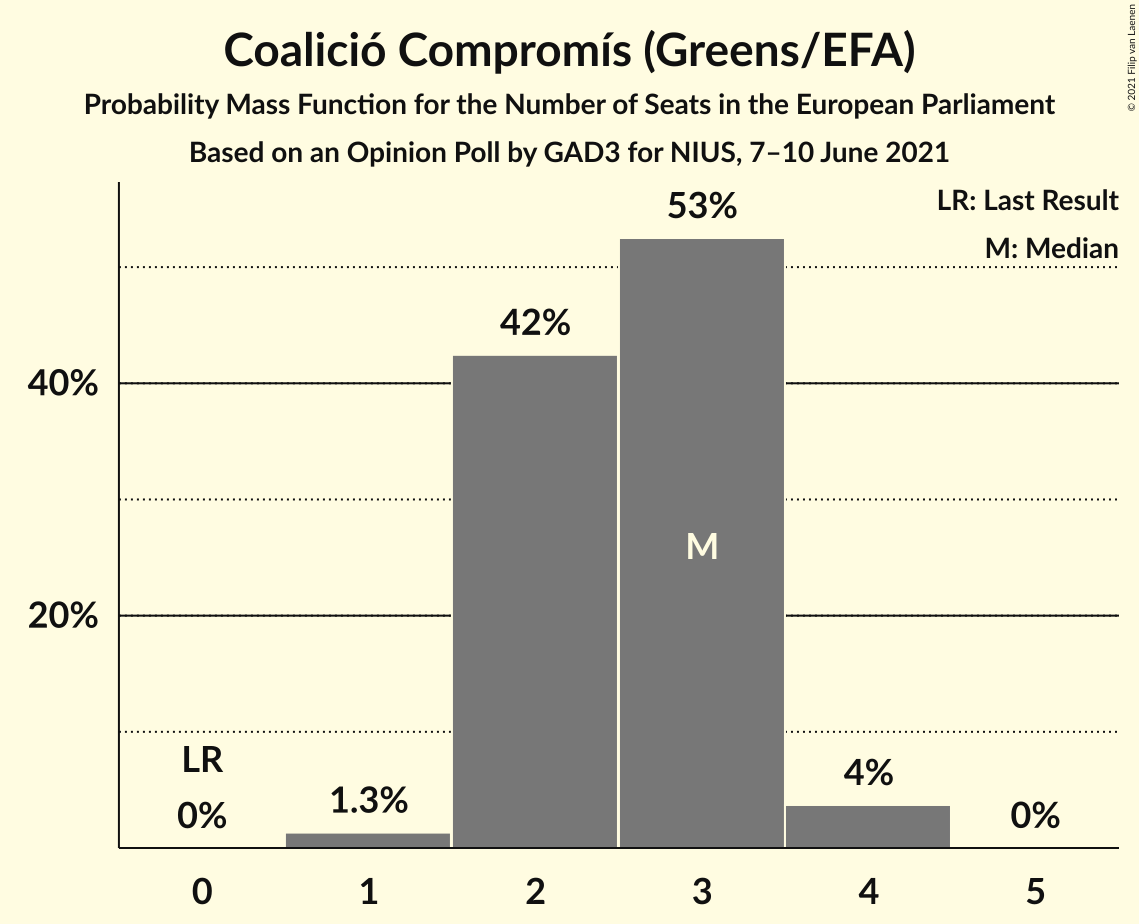 Coalició Compromís (Greens/EFA)
Probability Mass Function for the Number of Seats in the European Parliament
Based on an Opinion Poll by GAD3 for NIUS, 7–10 June 2021
© 2021 Filip van Laenen
LR: Last Result
M: Median
53%
42%
40%
M
20%
LR
0%
1.3%
4%
0%
0 1 2 3 4 5